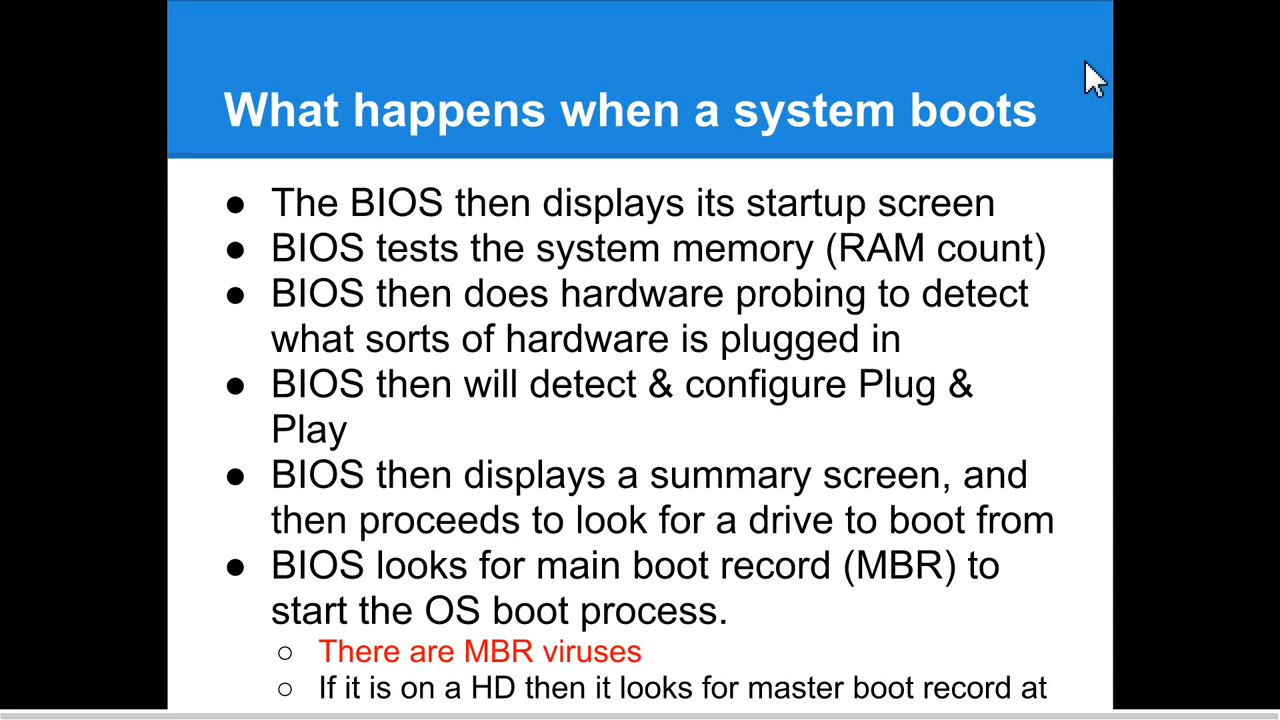 What happens when a system boots
● The BIOS then displays its startup screen
● BIOS tests the system memory (RAM count)
● BIOS then does hardware probing to detect
what sorts of hardware is plugged in
● BIOS then will detect & configure Plug &
Play
● BIOS then displays a summary screen, and
then proceeds to look for a drive to boot from
● BIOS looks for main boot record (MBR) to
start the OS boot process.
○ There are MBR viruses
○ If it is on a HD then it looks for master boot record at